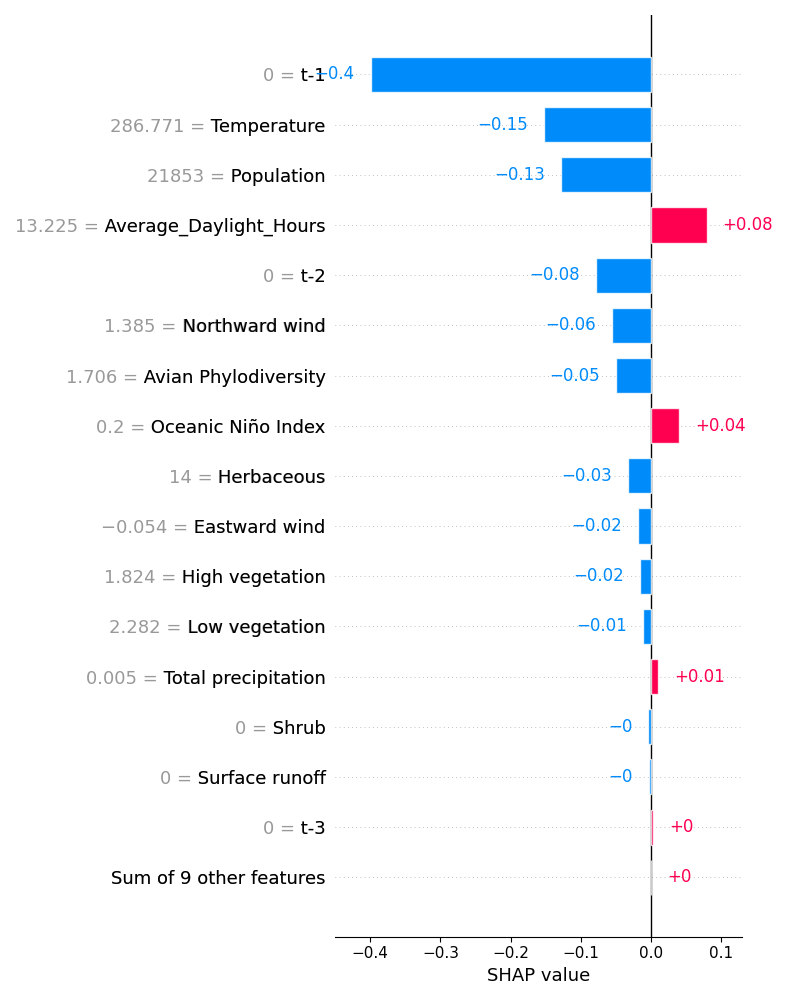 0 = t-1 −0.4
286.771 = Temperature −0.15
21853 = Population −0.13
13.225 = Average_Daylight_Hours +0.08
0 = t-2 −0.08
1.385 = Northward wind −0.06
1.706 = Avian Phylodiversity −0.05
0.2 = Oceanic Niño Index +0.04
14 = Herbaceous −0.03
−0.054 = Eastward wind −0.02
1.824 = High vegetation −0.02
2.282 = Low vegetation −0.01
0.005 = Total precipitation +0.01
0 = Shrub −0
0 = Surface runoff −0
0 = t-3 +0
Sum of 9 other features +0
−0.4 −0.3 −0.2 −0.1 0.0 0.1
SHAP value